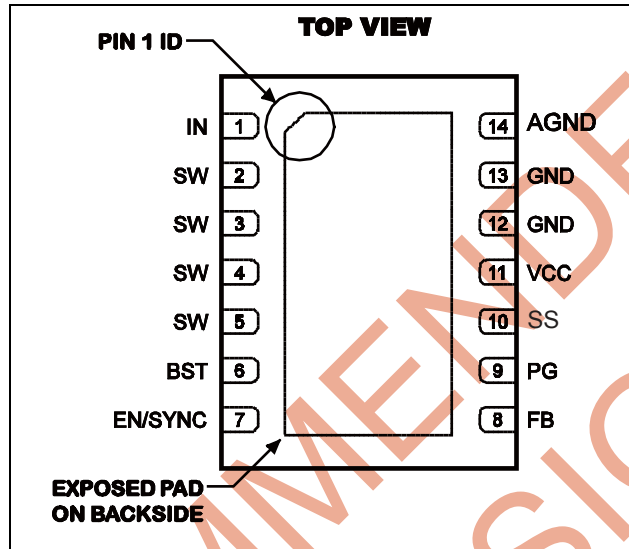 TOP VIEW
PIN 1 ID
IN 1
SW 2
SW 3
SW 4
SW 5
BST 6
EN/SYNC 7
14 AGND
13 GND
12 GND
11 VCC
10 SS
9 PG
8 FB
EXPOSED PAD
ON BACKSIDE
MMENDE
SIG